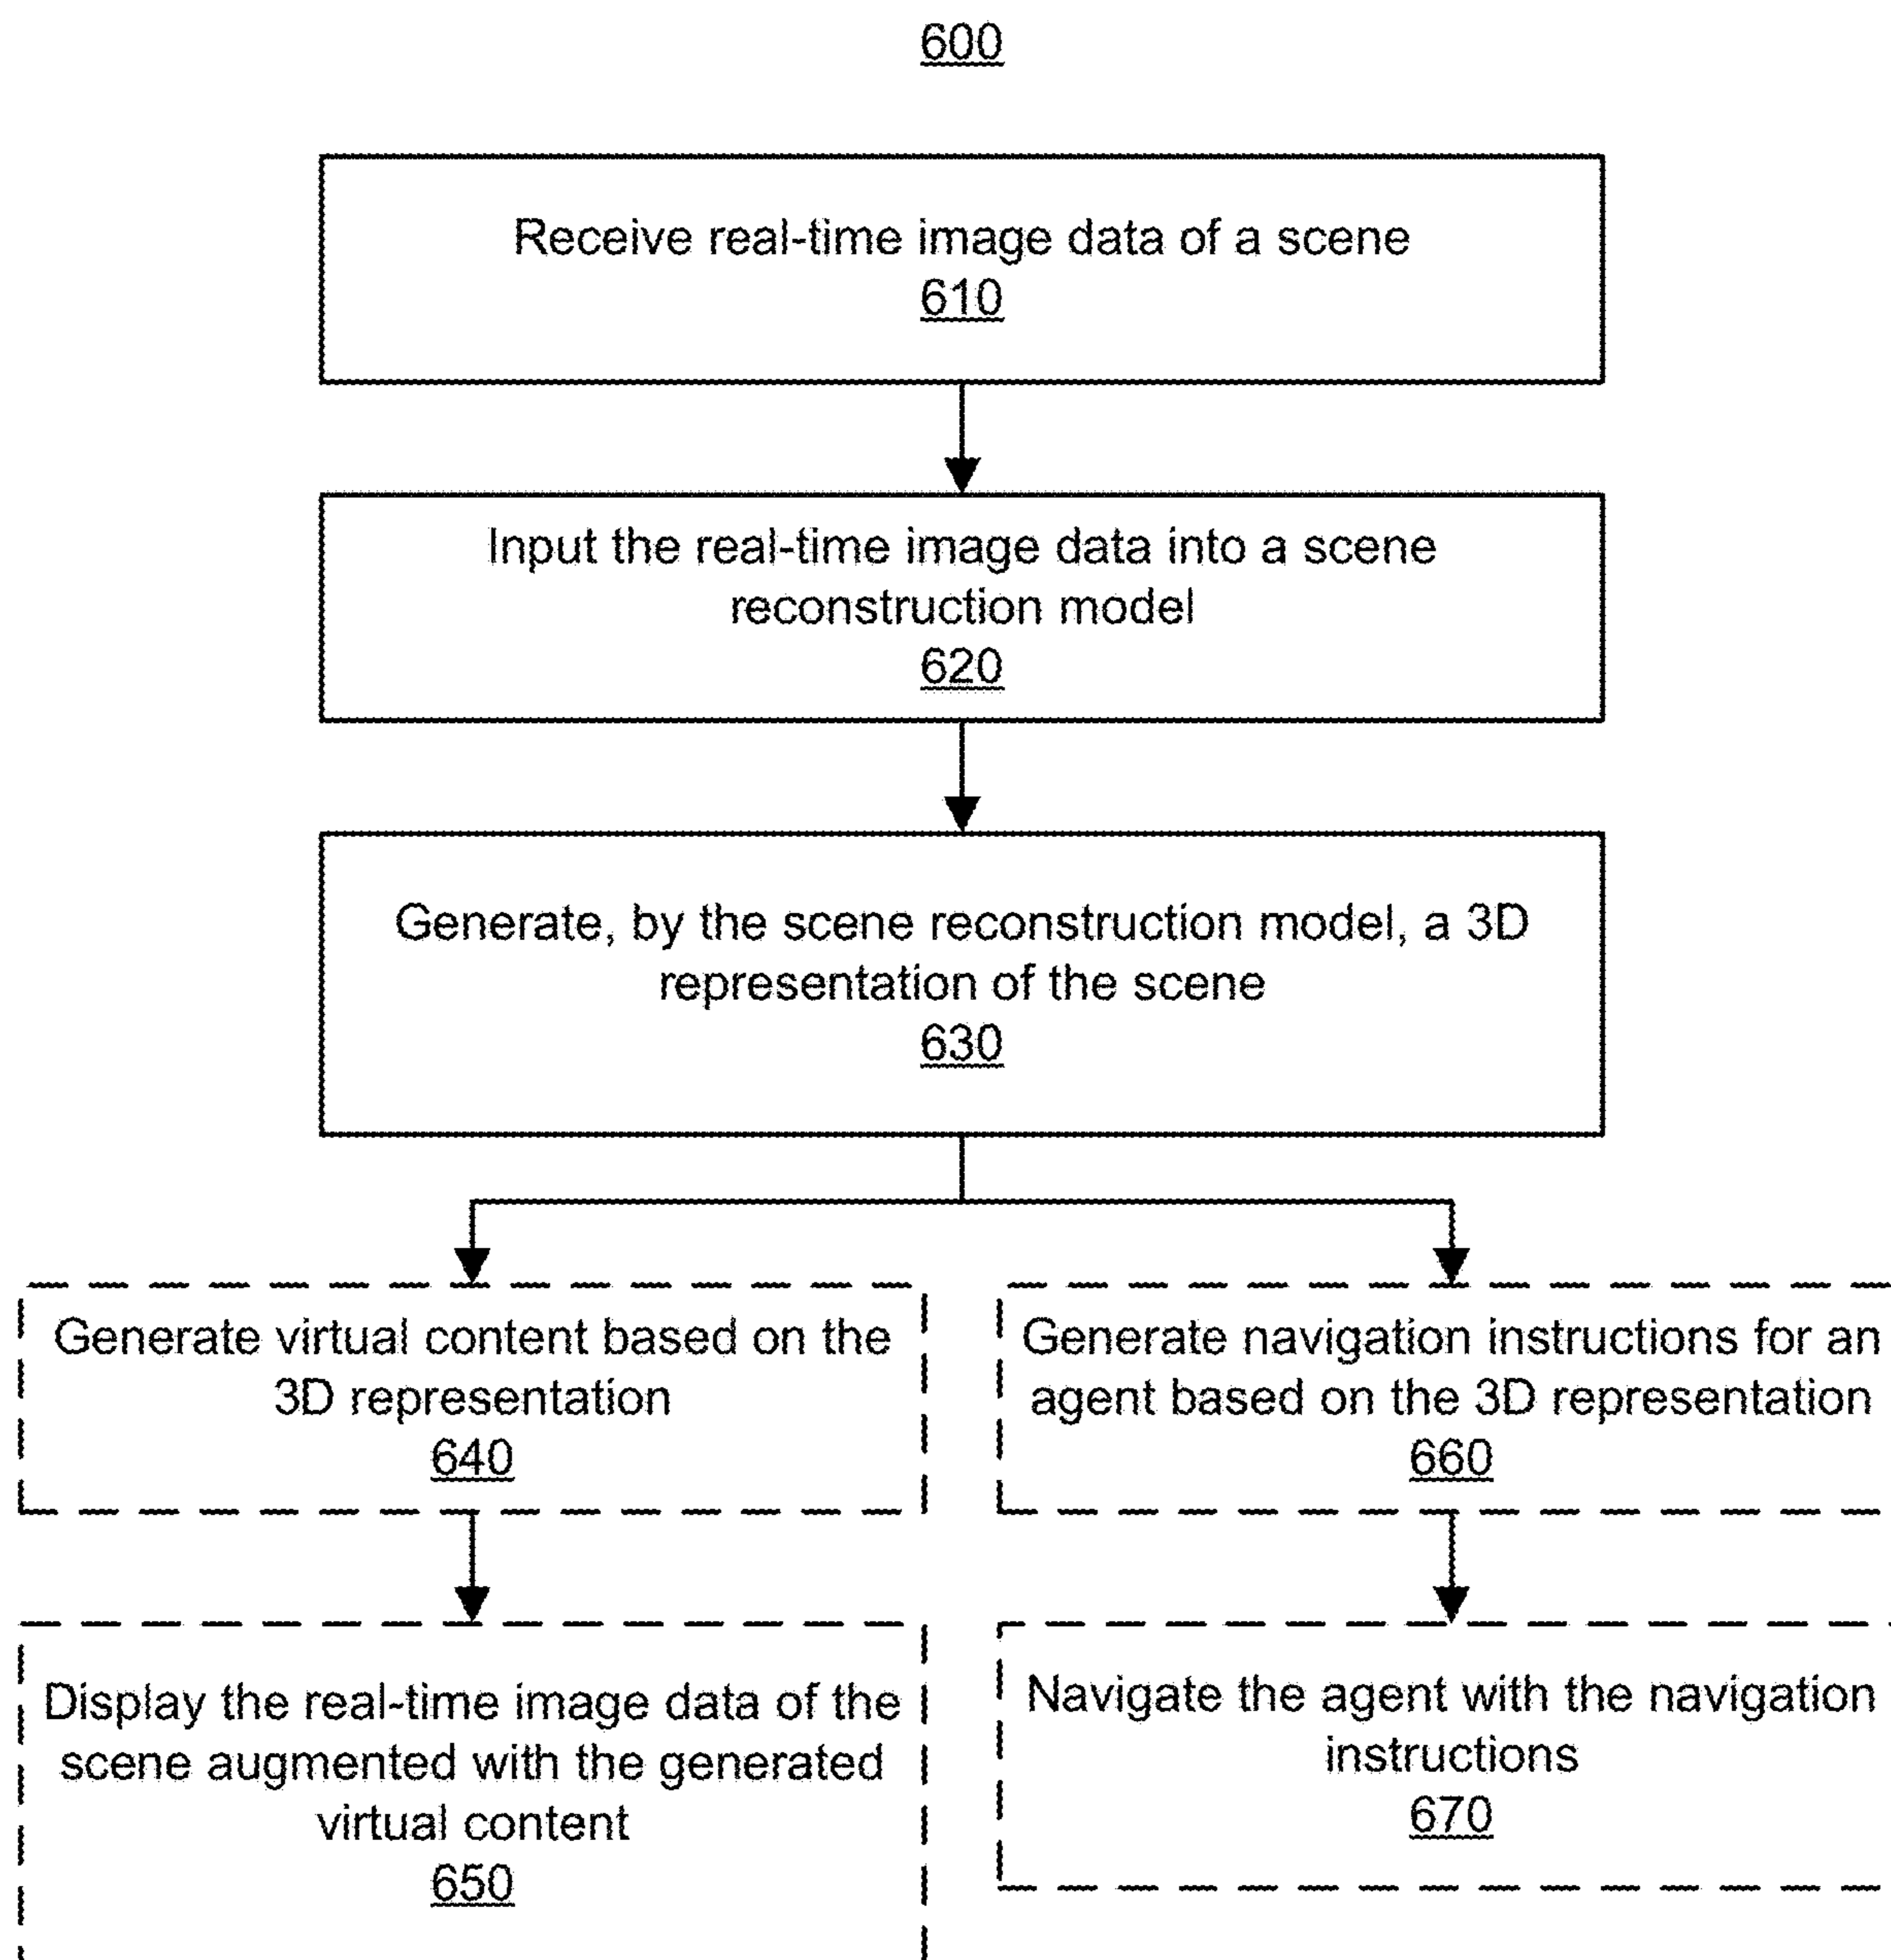 600
Receive real-time image data of a scene
610
Input the real-time image data into a scene
reconstruction model
620
Generate, by the scene reconstruction model, a 3D
representation of the scene
630
Generate virtual content based on the
3D representation
640
Generate navigation instructions for an
agent based on the 3D representation
660
Display the real-time image data of the
scene augmented with the generated
virtual content
650
Navigate the agent with the navigation
instructions
670